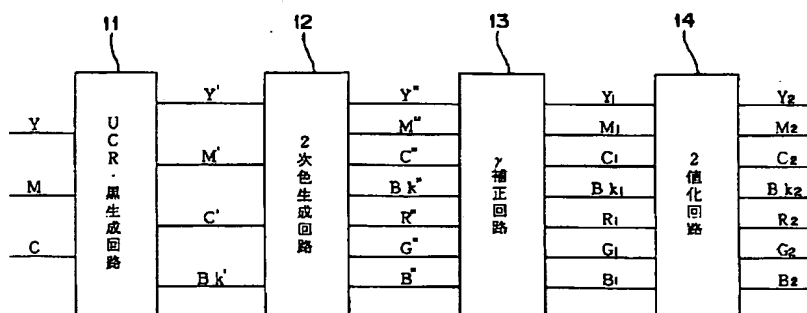 11
12
13
14
Y
M
C
UCR・黒生成回路
Y'
M'
C'
Bk'
2次色生成回路
Y"
M"
C"
Bk"
R"
G"
B"
γ補正回路
Y1
M1
C1
Bk1
R1
G1
B1
2値化回路
Y2
M2
C2
Bk2
R2
G2
B2